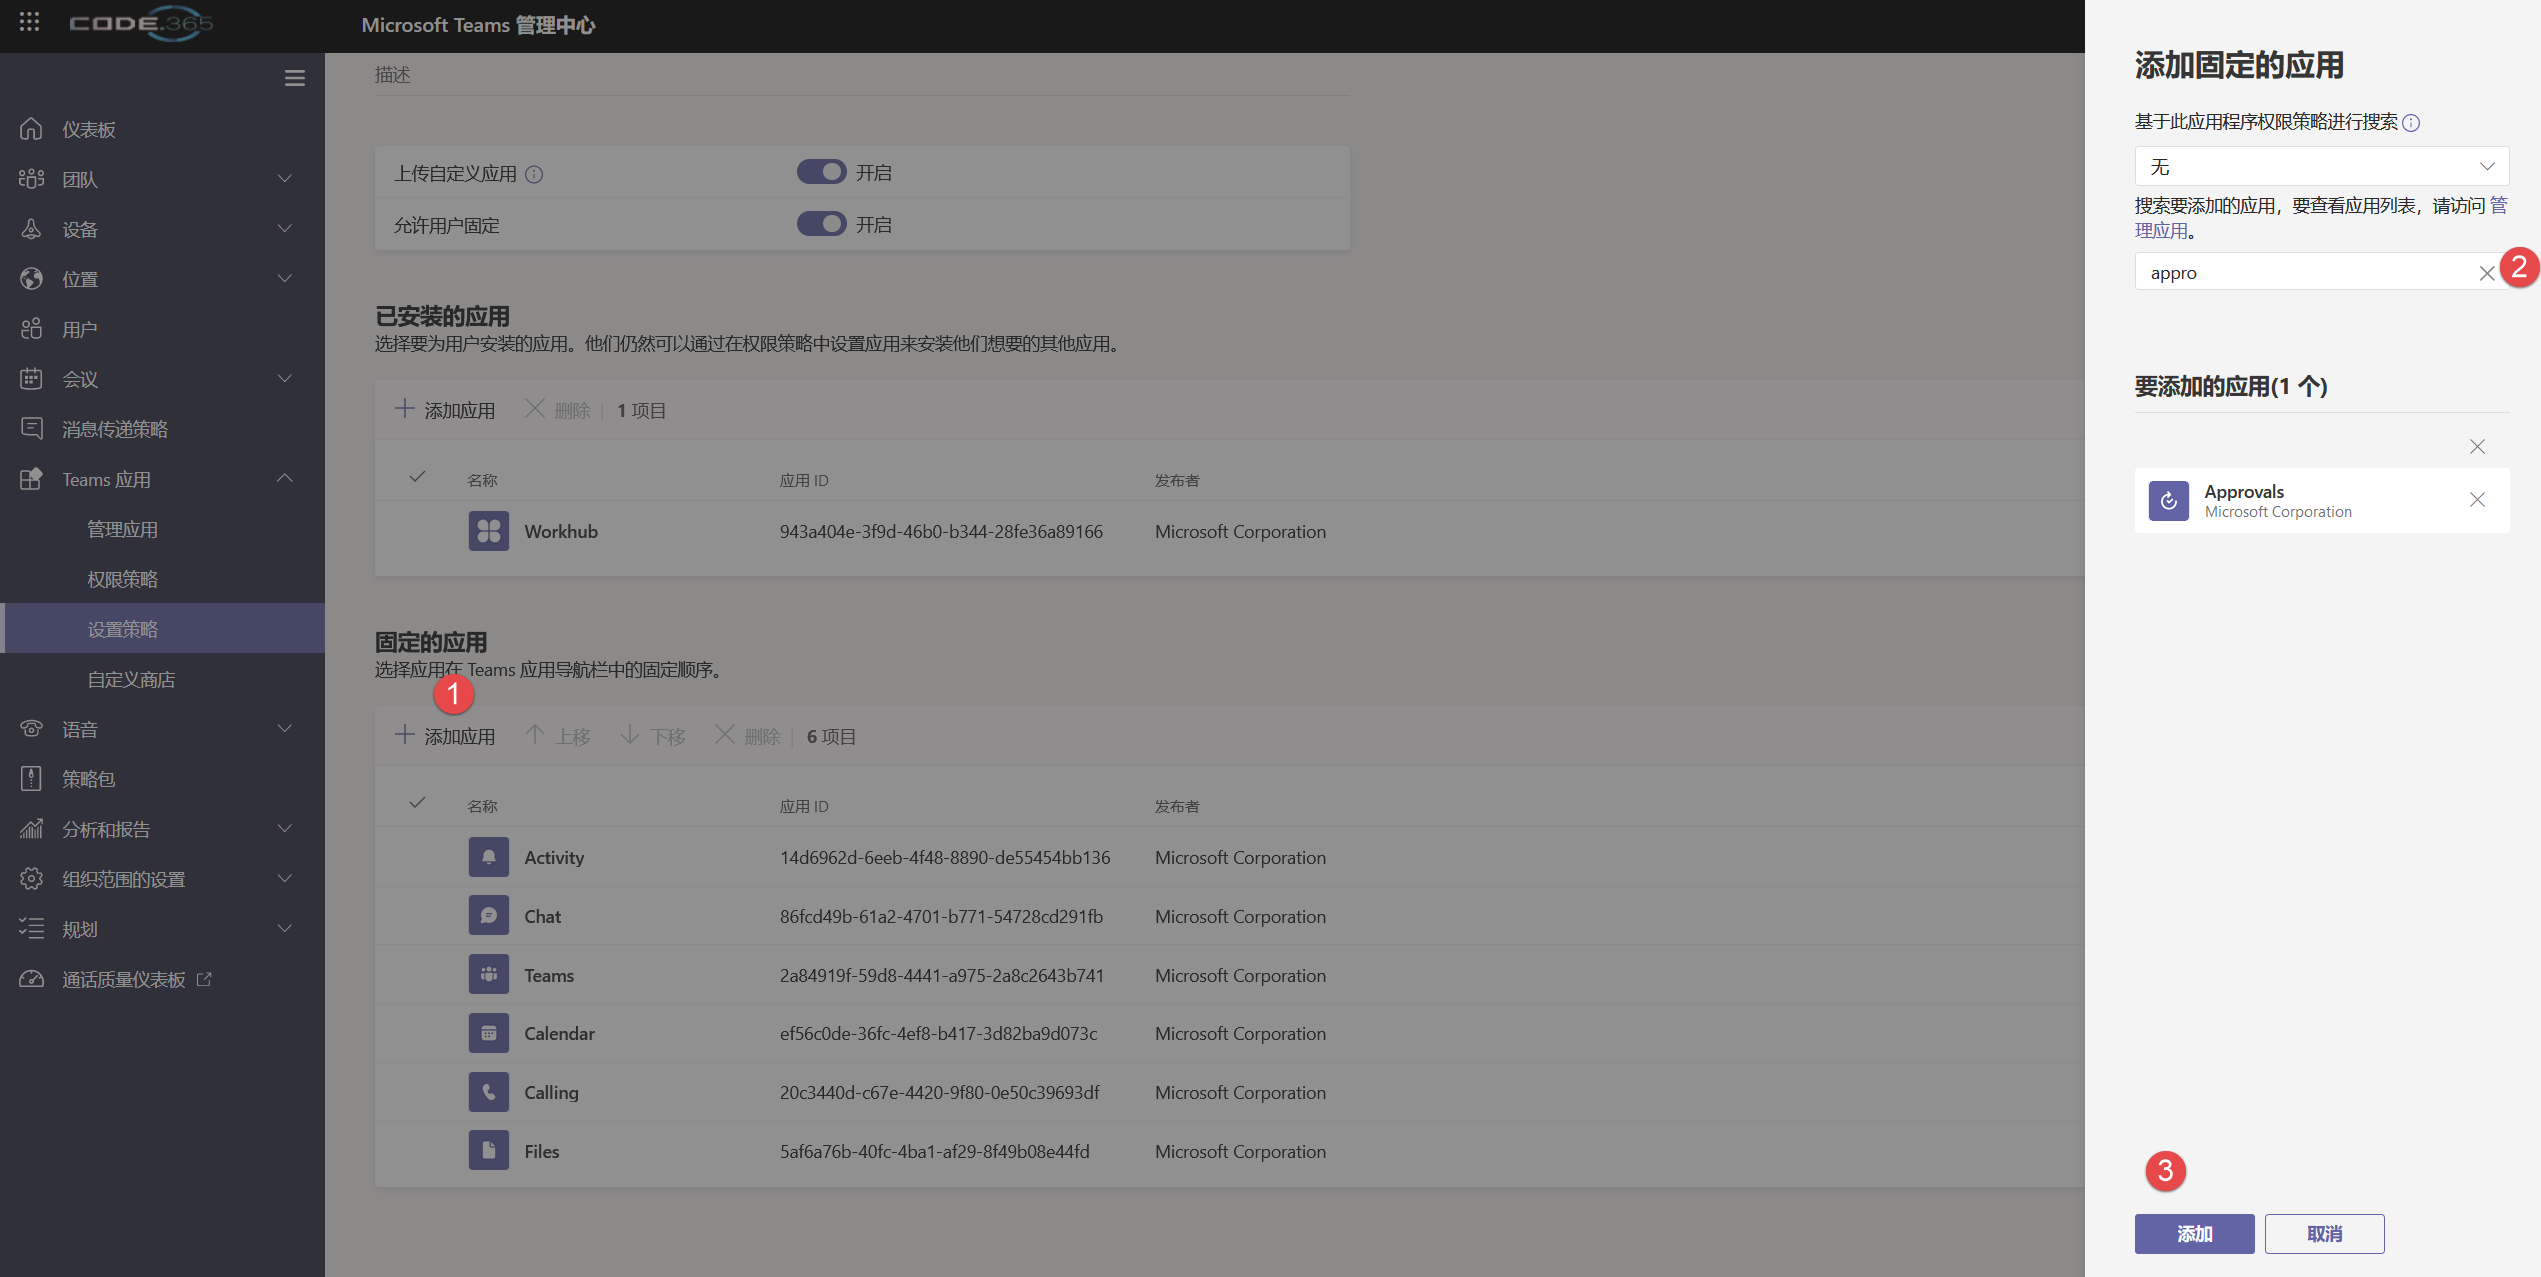 CODE.365
Microsoft Teams 管理中心
仪表板
团队
设备
位置
用户
会议
消息传递策略
Teams 应用
管理应用
权限策略
设置策略
自定义商店
语音
策略包
分析和报告
组织范围的设置
规划
通话质量仪表板
描述
上传自定义应用 开启
允许用户固定 开启
已安装的应用
选择要为用户安装的应用。他们仍然可以通过在权限策略中设置应用来安装他们想要的其他应用。
添加应用 删除 | 1 项目
名称 应用 ID 发布者
Workhub 943a404e-3f9d-46b0-b344-28fe36a89166 Microsoft Corporation
固定的应用
选择应用在 Teams 应用导航栏中的固定顺序。
1
添加应用 上移 下移 删除 | 6 项目
名称 应用 ID 发布者
Activity 14d6962d-6eeb-4f48-8890-de55454bb136 Microsoft Corporation
Chat 86fcd49b-61a2-4701-b771-54728cd291fb Microsoft Corporation
Teams 2a84919f-59d8-4441-a975-2a8c2643b741 Microsoft Corporation
Calendar ef56c0de-36fc-4ef8-b417-3d82ba9d073c Microsoft Corporation
Calling 20c3440d-c67e-4420-9f80-0e50c39693df Microsoft Corporation
Files 5af6a76b-40fc-4ba1-af29-8f49b08e44fd Microsoft Corporation
添加固定的应用
基于此应用程序权限策略进行搜索
无
搜索要添加的应用，要查看应用列表，请访问 管
理应用。
appro
2
要添加的应用(1 个)
Approvals
Microsoft Corporation
3
添加 取消